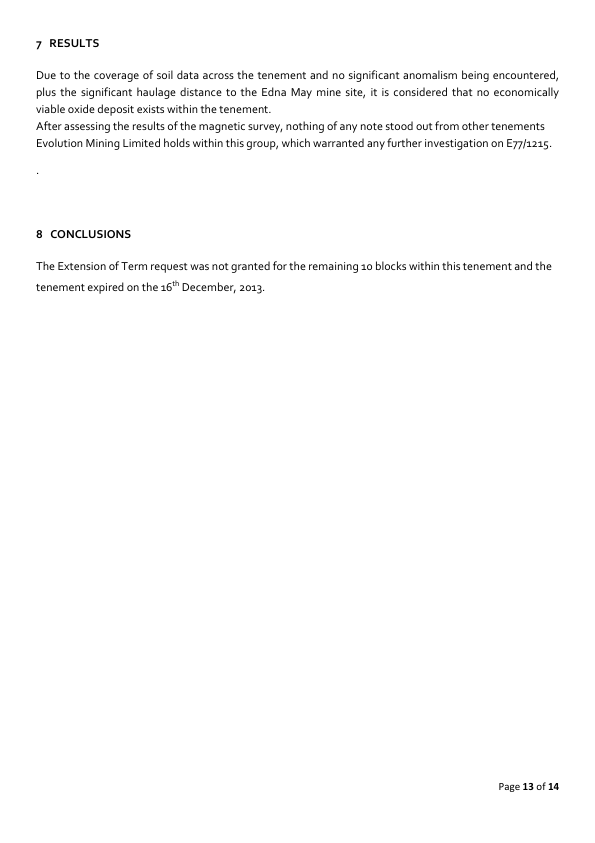 7 RESULTS
Due to the coverage of soil data across the tenement and no significant anomalism being encountered,
plus the significant haulage distance to the Edna May mine site, it is considered that no economically
viable oxide deposit exists within the tenement.
After assessing the results of the magnetic survey, nothing of any note stood out from other tenements
Evolution Mining Limited holds within this group, which warranted any further investigation on E77/1215.
.
8 CONCLUSIONS
The Extension of Term request was not granted for the remaining 10 blocks within this tenement and the
tenement expired on the 16th December, 2013.
Page 13 of 14